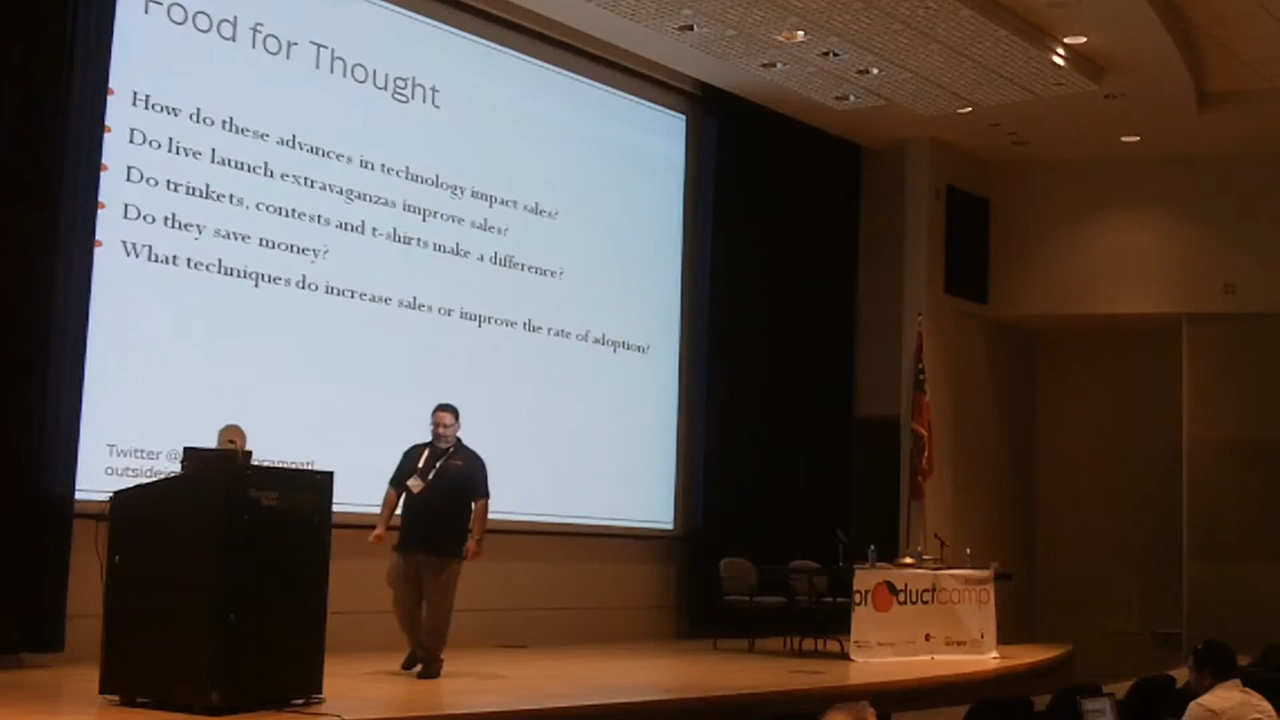 Food for Thought
How do these advances in technology impact sales?
Do live launch extravaganzas improve sales?
Do trinkets, contests and t-shirts make a difference?
Do they save money?
What techniques do increase sales or improve the rate of adoption?
Twitter @
productcamp